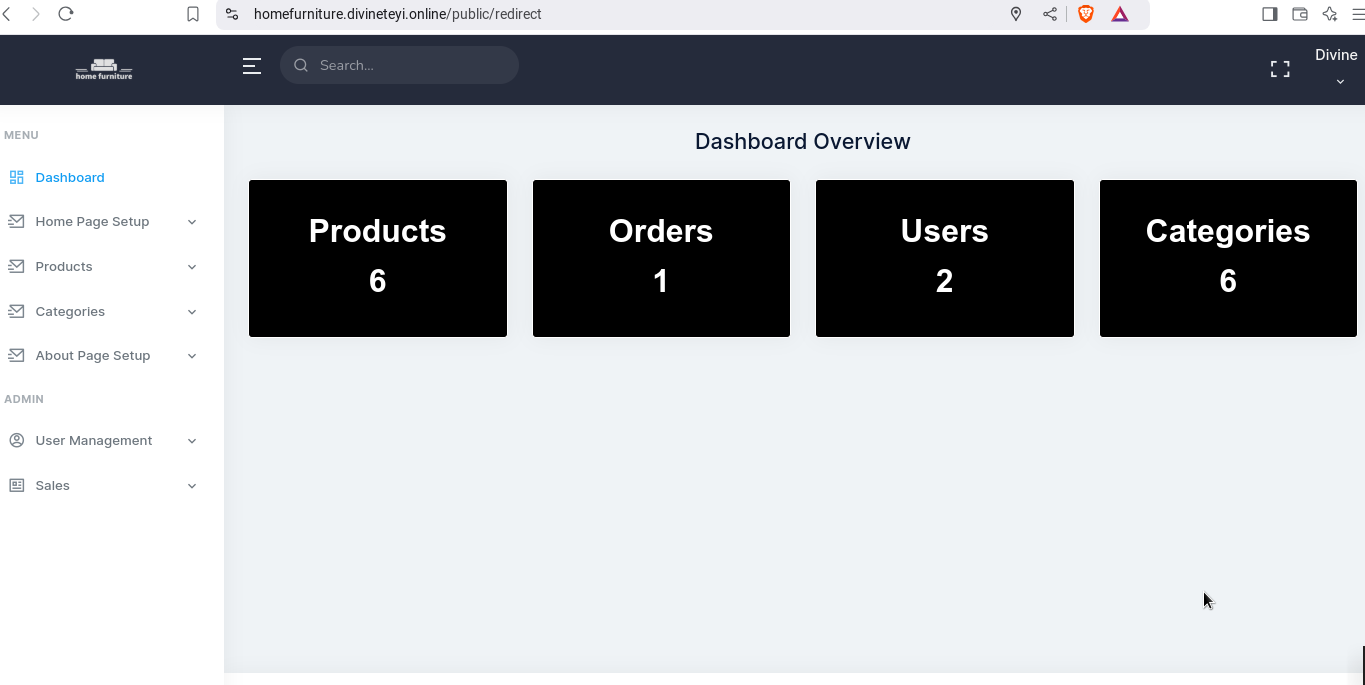 homefurniture.divineteyi.online/public/redirect
home furniture
Search...
Divine
MENU
Dashboard
Home Page Setup
Products
Categories
About Page Setup
ADMIN
User Management
Sales
Dashboard Overview
Products
6
Orders
1
Users
2
Categories
6